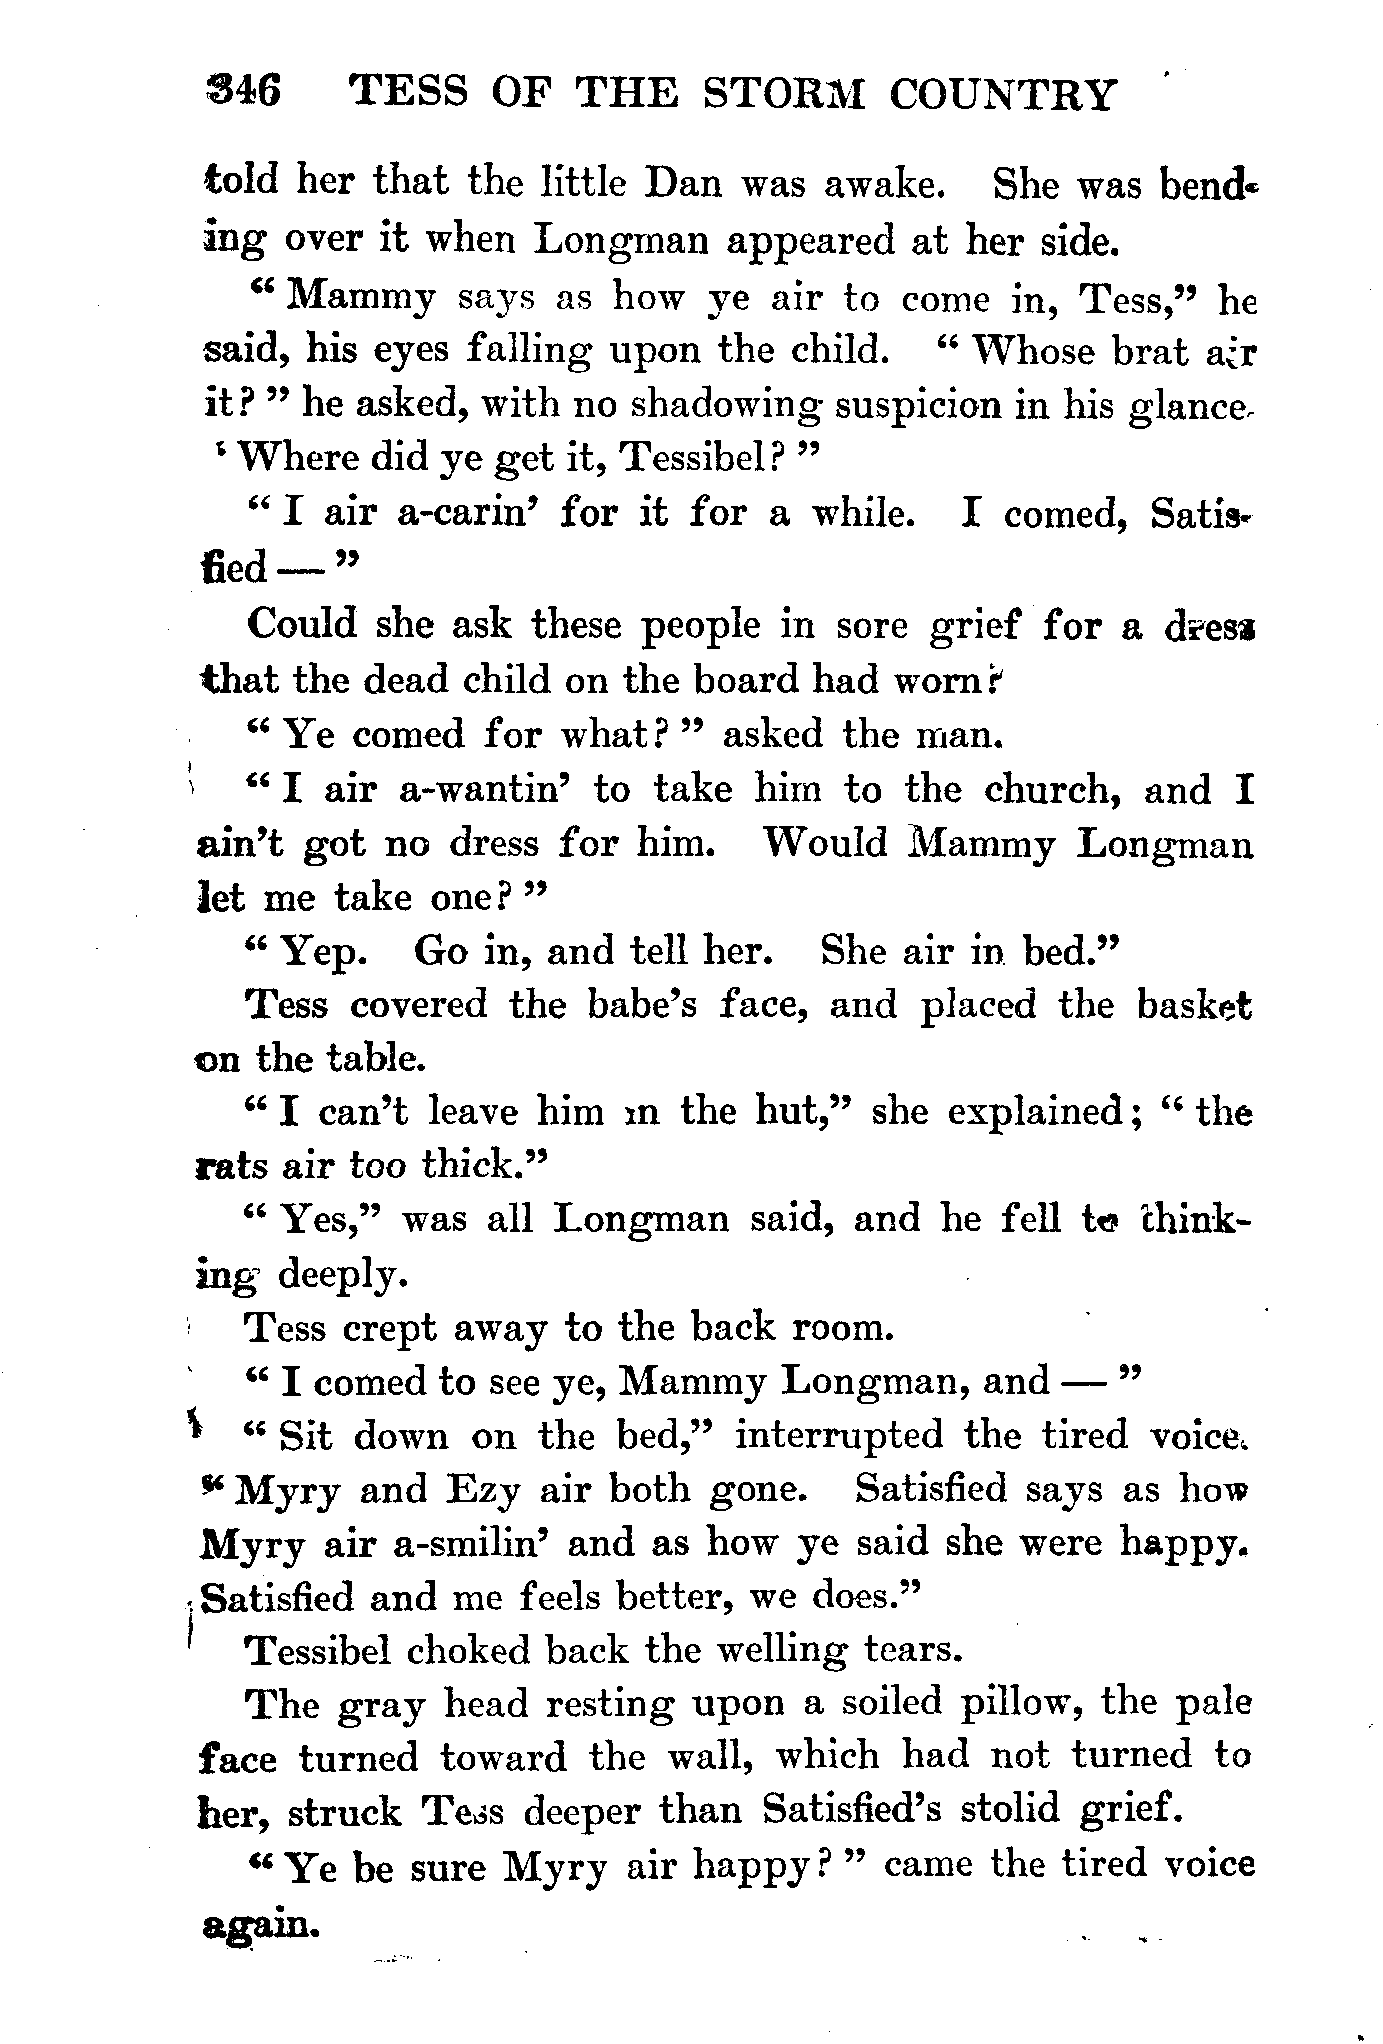 346 TESS OF THE STORM COUNTRY
told her that the little Dan was awake. She was bend-
ing over it when Longman appeared at her side.
“ Mammy says as how ye air to come in, Tess,” he
said, his eyes falling upon the child. “ Whose brat air
it? ” he asked, with no shadowing suspicion in his glance.
“ Where did ye get it, Tessibel? ”
“ I air a-carin’ for it for a while. I comed, Satis-
fied — ”
Could she ask these people in sore grief for a dress
that the dead child on the board had worn?
“ Ye comed for what? ” asked the man.
“ I air a-wantin’ to take him to the church, and I
ain’t got no dress for him. Would Mammy Longman
let me take one? ”
“ Yep. Go in, and tell her. She air in bed.”
Tess covered the babe’s face, and placed the basket
on the table.
“ I can’t leave him in the hut,” she explained; “ the
rats air too thick.”
“ Yes,” was all Longman said, and he fell to think-
ing deeply.
Tess crept away to the back room.
“ I comed to see ye, Mammy Longman, and — ”
“ Sit down on the bed,” interrupted the tired voice.
“ Myry and Ezy air both gone. Satisfied says as how
Myry air a-smilin’ and as how ye said she were happy.
Satisfied and me feels better, we does.”
Tessibel choked back the welling tears.
The gray head resting upon a soiled pillow, the pale
face turned toward the wall, which had not turned to
her, struck Tess deeper than Satisfied’s stolid grief.
“ Ye be sure Myry air happy? ” came the tired voice
again.